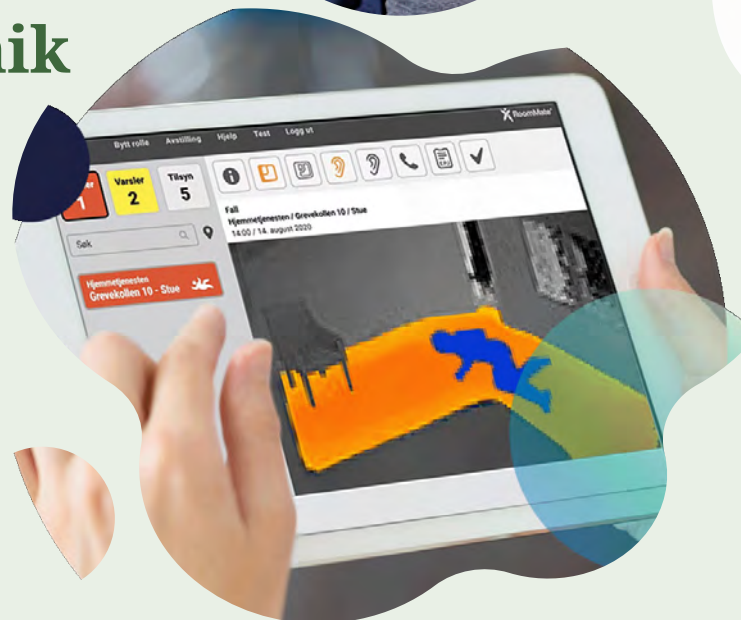 RoomMate
Bytt rolle Avstilling Hjelp Test Logg ut
1
Varsler
2
Tilsyn
5
Fall
Hjemmetjenesten / Grevekollen 10 / Stue
14:00 / 14. august 2020
Søk
Hjemmetjenesten
Grevekollen 10 - Stue